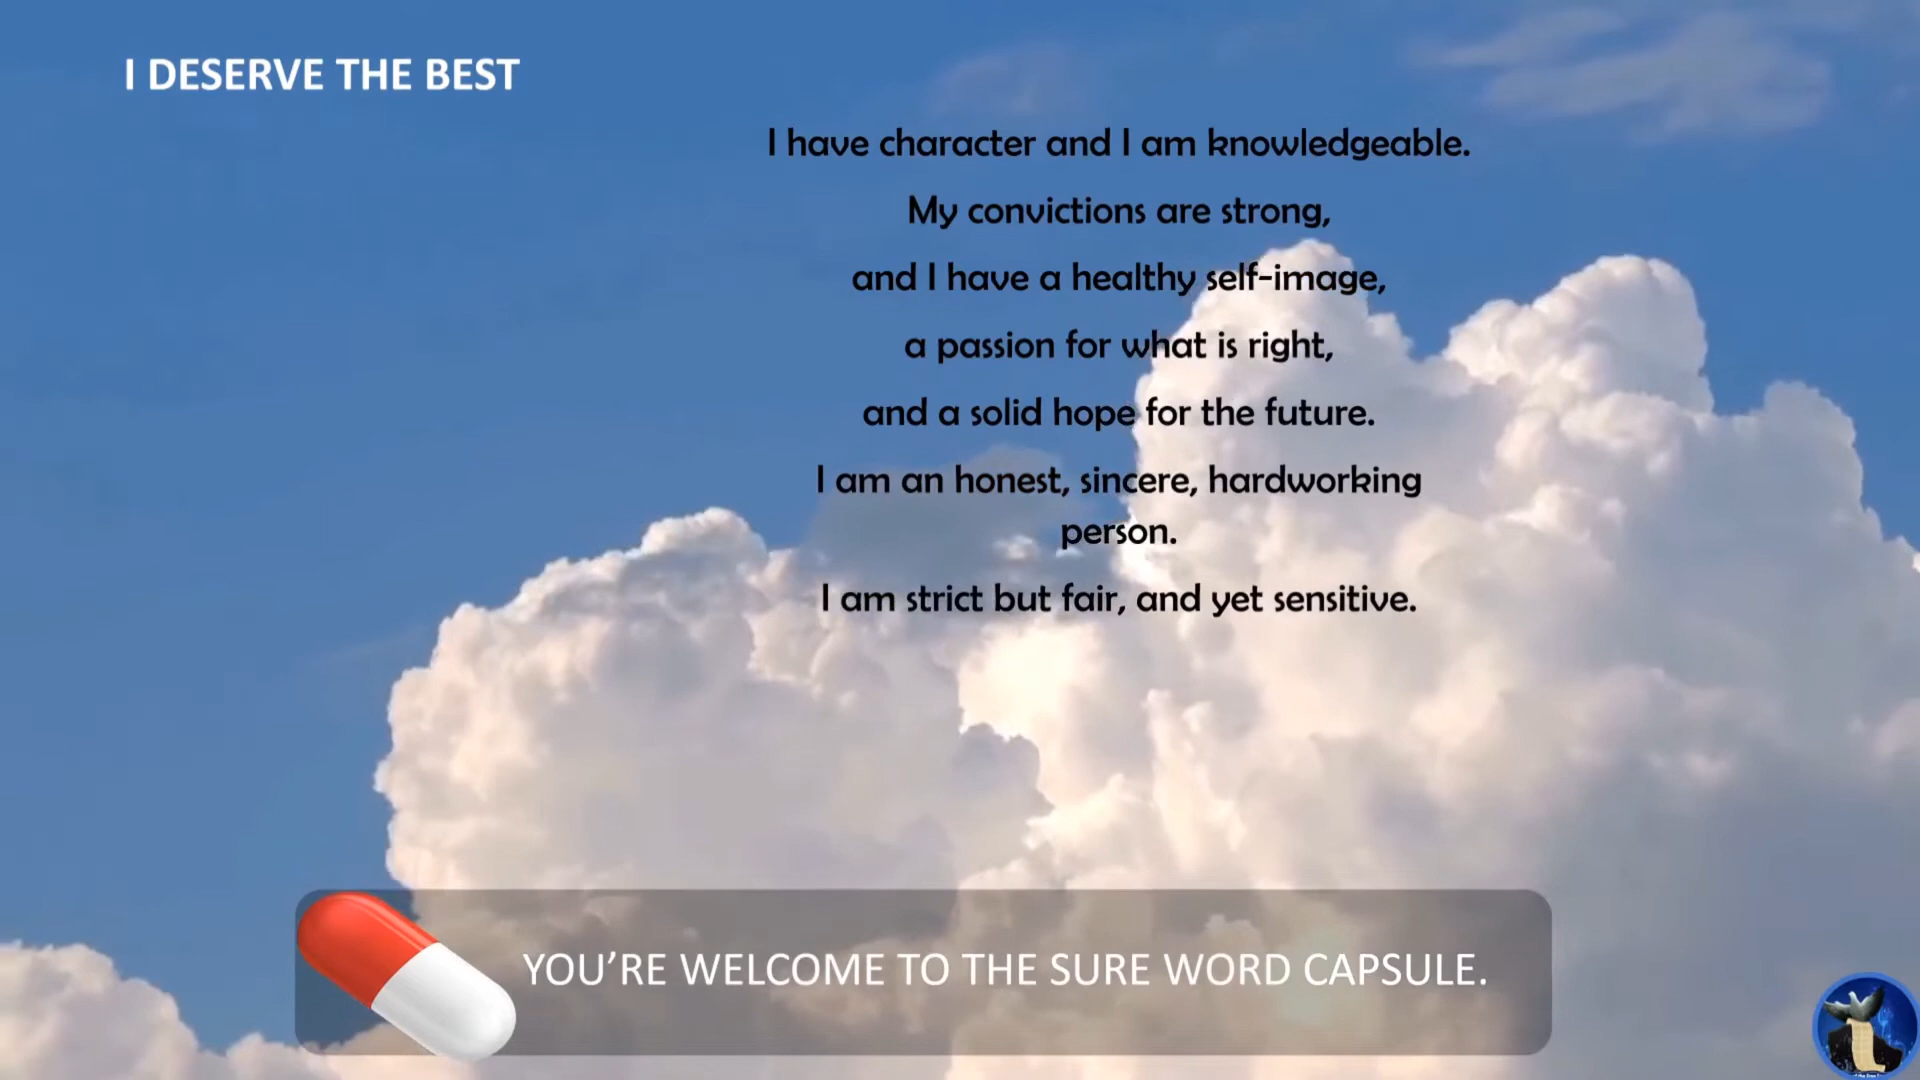 I DESERVE THE BEST
I have character and I am knowledgeable.
My convictions are strong,
and I have a healthy self-image,
a passion for what is right,
and a solid hope for the future.
I am an honest, sincere, hardworking
person.
I am strict but fair, and yet sensitive.
YOU’RE WELCOME TO THE SURE WORD CAPSULE.